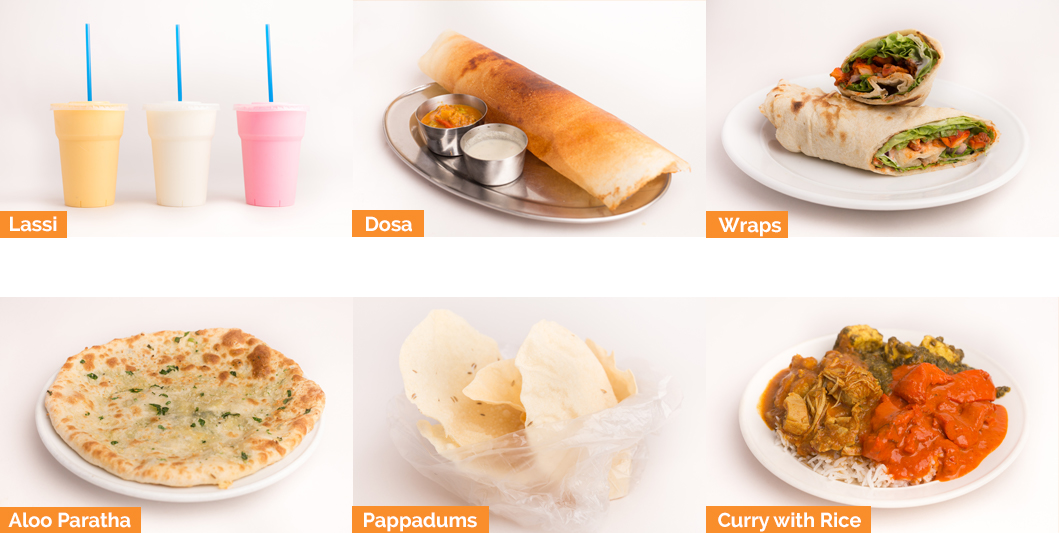 Lassi
Dosa
Wraps
Aloo Paratha
Pappadums
Curry with Rice